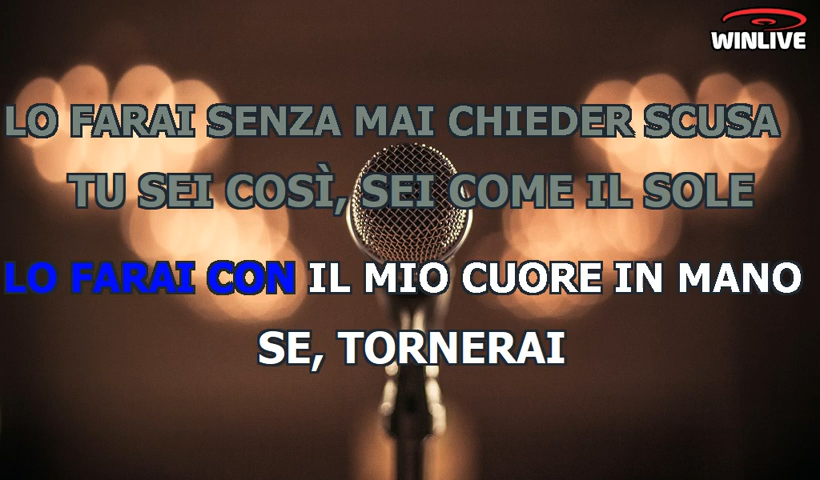 WINLIVE
LO FARAI SENZA MAI CHIEDER SCUSA
TU SEI COSÌ, SEI COME IL SOLE
LO FARAI CON IL MIO CUORE IN MANO
SE, TORNERAI